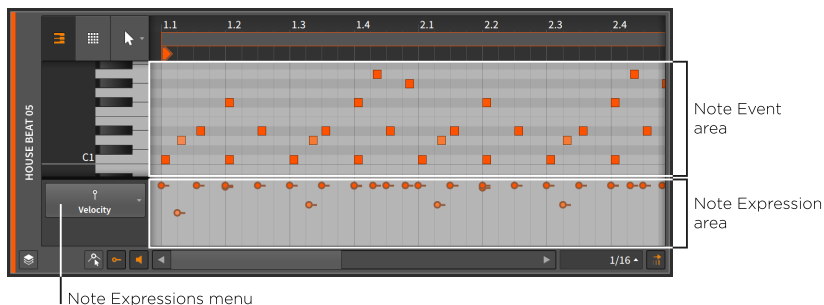 1.1 1.2 1.3 1.4 2.1 2.2 2.3 2.4
HOUSE BEAT 05
C1
Note Event
area
Velocity
Note Expression
area
1/16
Note Expressions menu